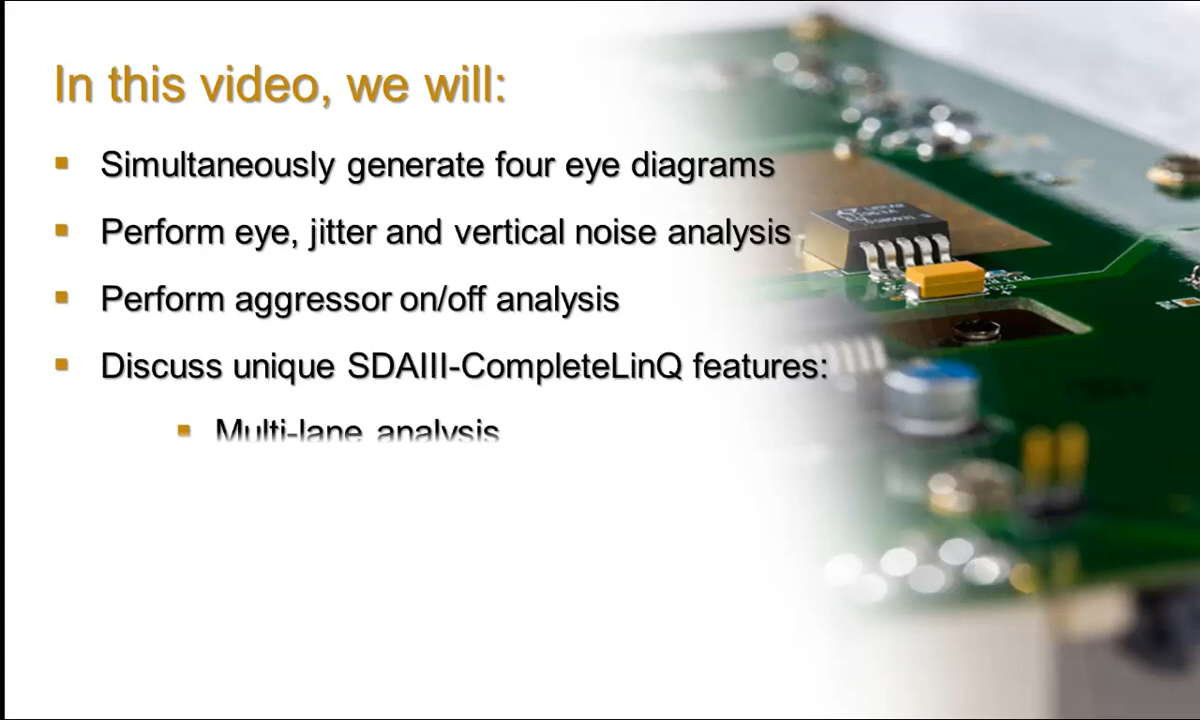 In this video, we will:
Simultaneously generate four eye diagrams
Perform eye, jitter and vertical noise analysis
Perform aggressor on/off analysis
Discuss unique SDAIII-CompleteLinQ features:
Multi-lane analysis